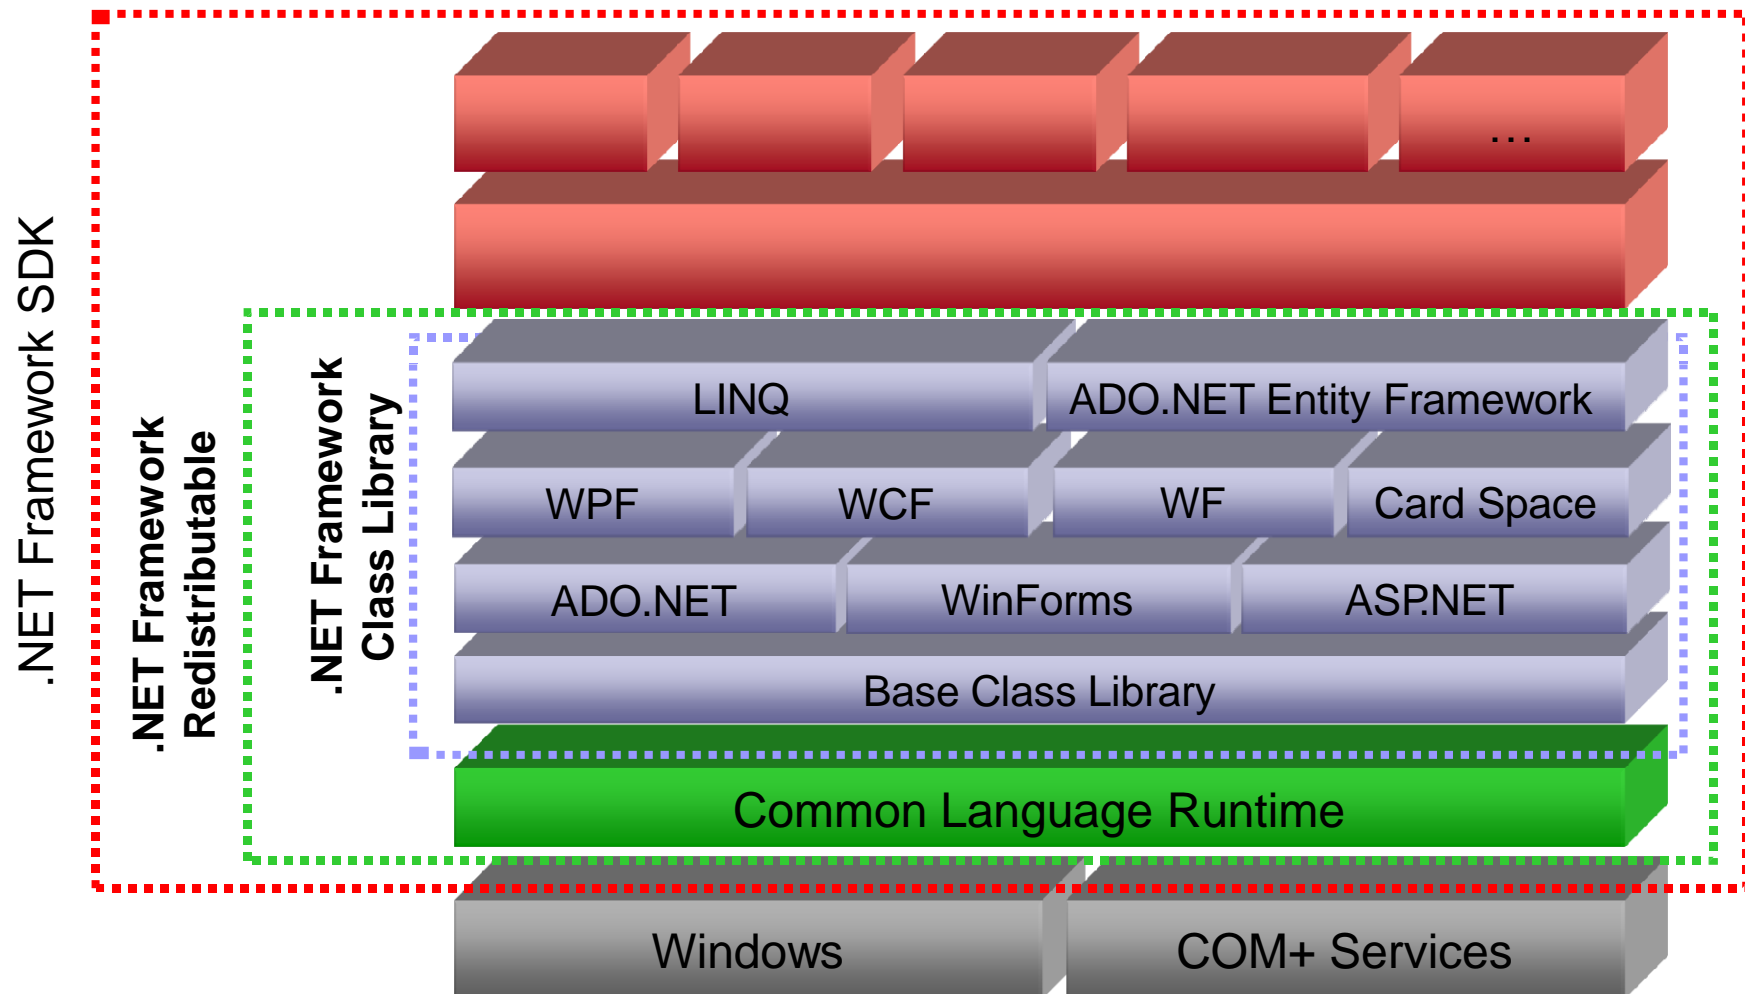 .NET Framework SDK
.NET Framework
Redistributable
.NET Framework
Class Library
...
LINQ
ADO.NET Entity Framework
WPF
WCF
WF
Card Space
ADO.NET
WinForms
ASP.NET
Base Class Library
Common Language Runtime
Windows
COM+ Services